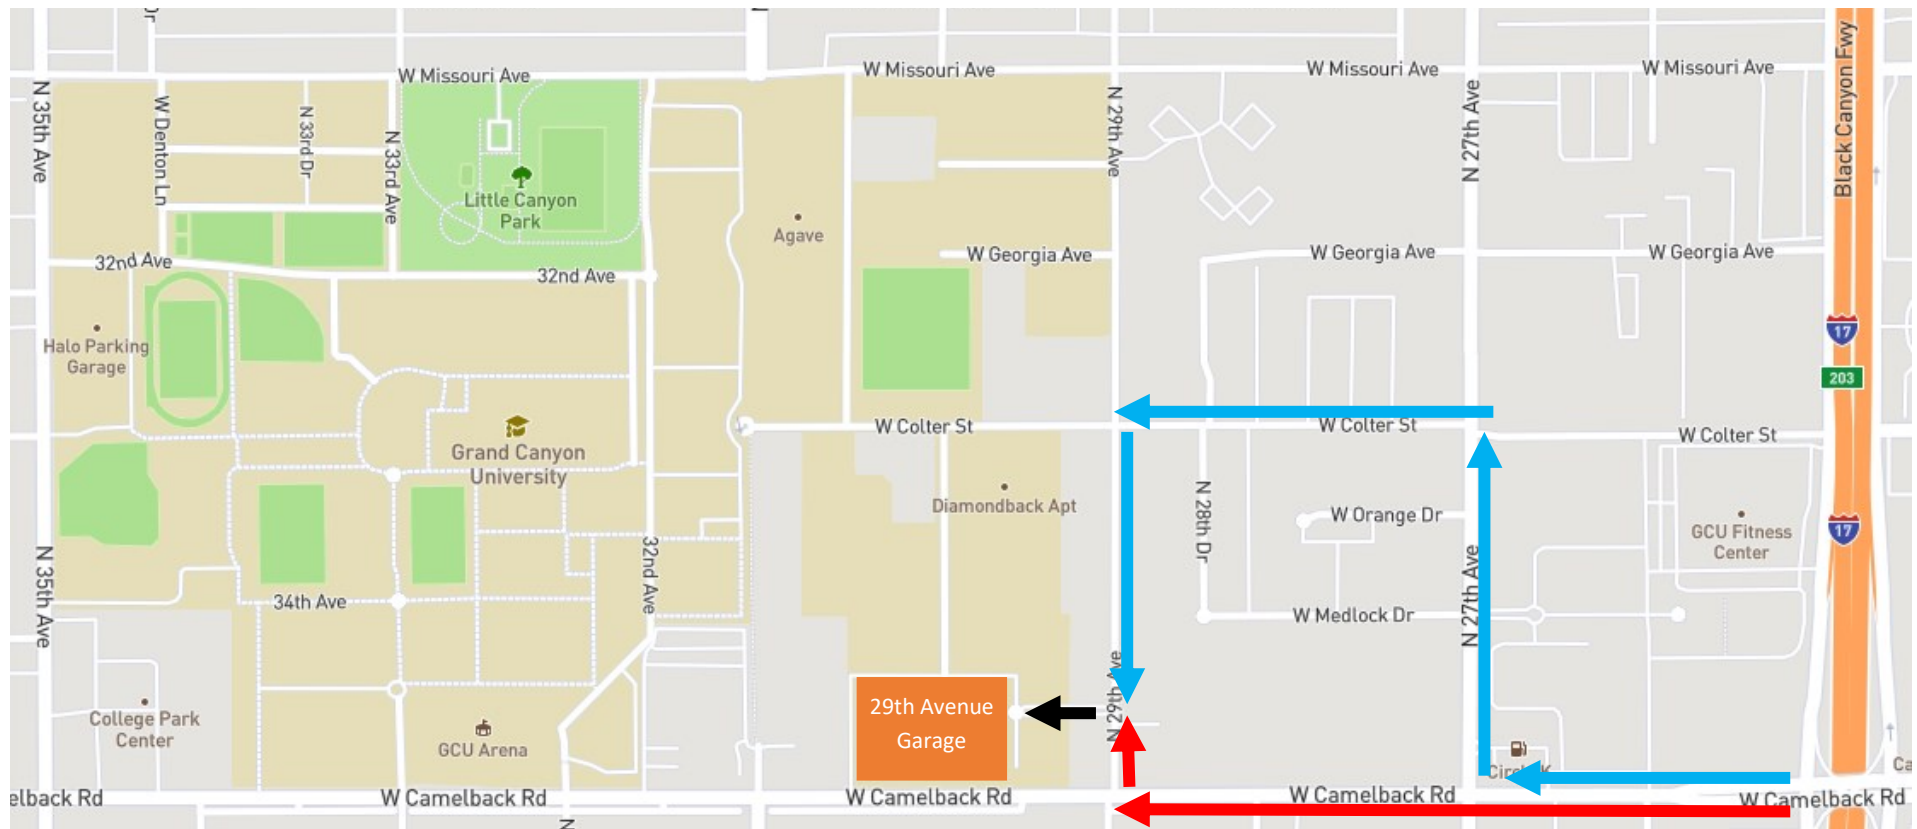 Dr
W Missouri Ave
W Missouri Ave
W Missouri Ave
W Missouri Ave
N 35th Ave
W Denton Ln
N 33rd Dr
N 33rd Ave
Little Canyon
Park
Agave
N 29th Ave
N 27th Ave
Black Canyon Fwy
32nd Ave
32nd Ave
W Georgia Ave
W Georgia Ave
W Georgia Ave
Halo Parking
Garage
17
203
Grand Canyon
University
W Colter St
W Colter St
W Colter St
Diamondback Apt
N 28th Dr
W Orange Dr
GCU Fitness
Center
17
N 35th Ave
34th Ave
32nd Ave
N 27th Ave
W Medlock Dr
N 29th Ave
29th Avenue
Garage
College Park
Center
GCU Arena
Circle K
Ca
elback Rd
W Camelback Rd
W Camelback Rd
W Camelback Rd
W Camelback Rd
N